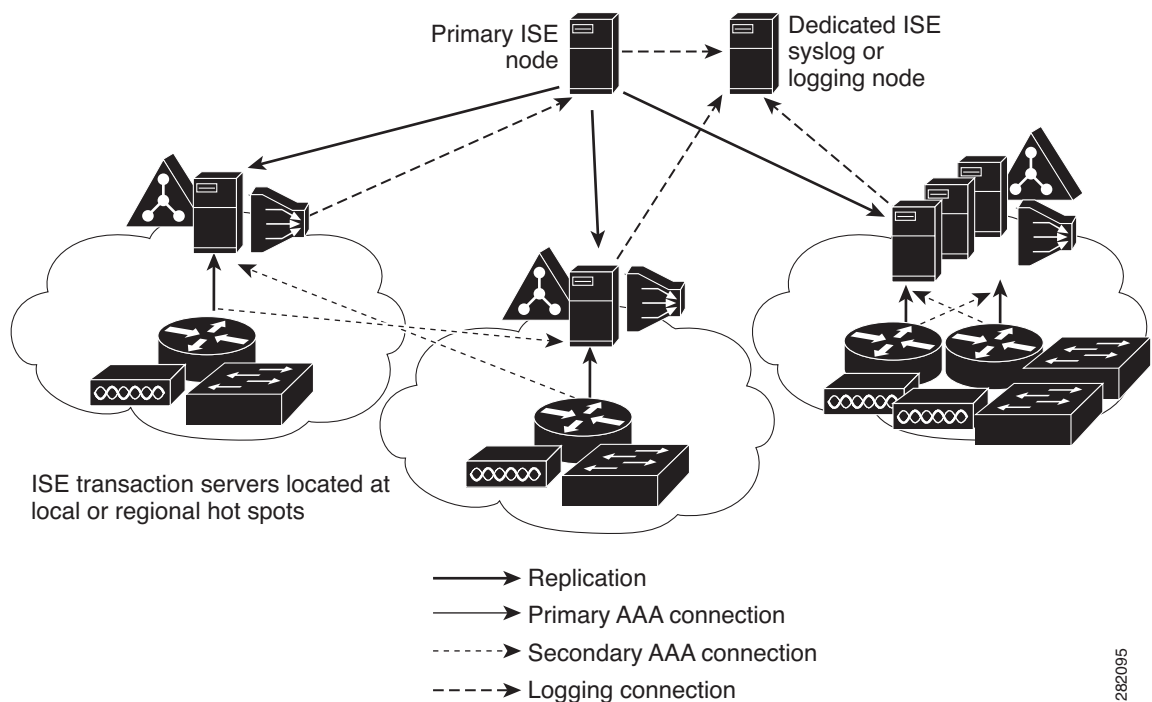 Primary ISE
node
Dedicated ISE
syslog or
logging node
ISE transaction servers located at
local or regional hot spots
Replication
Primary AAA connection
Secondary AAA connection
Logging connection
282095